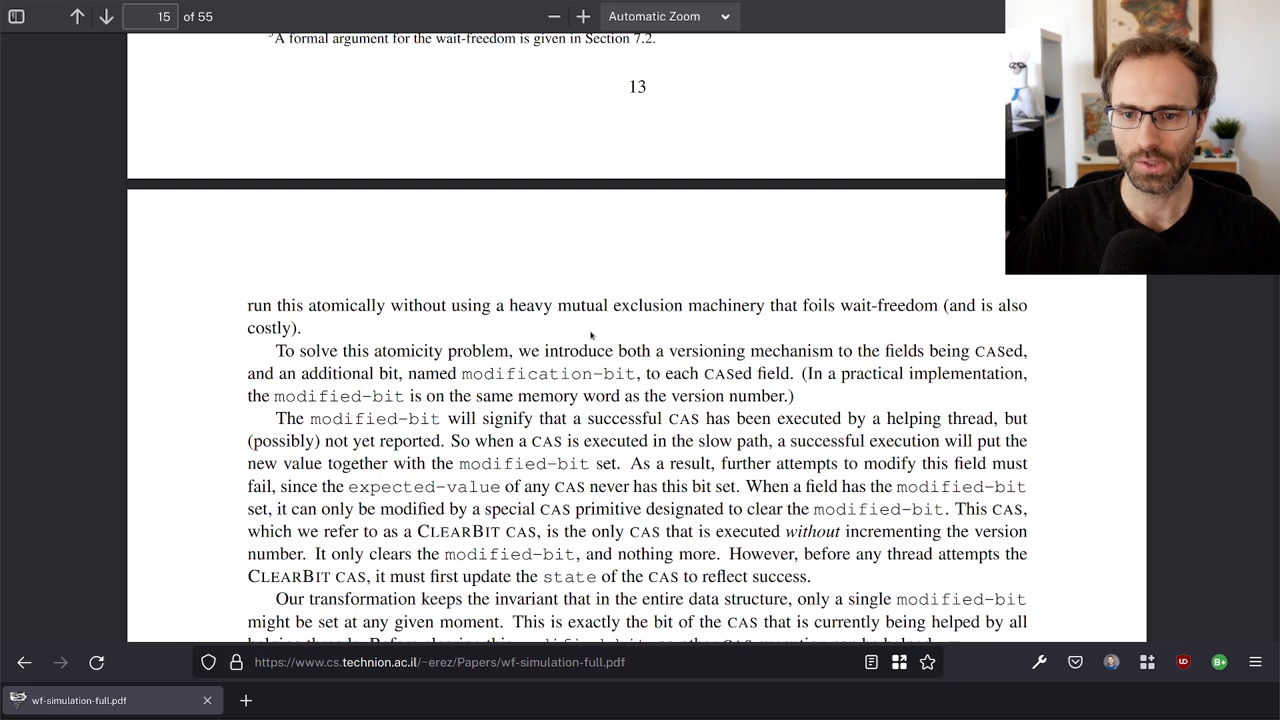 15 of 55
Automatic Zoom
³A formal argument for the wait-freedom is given in Section 7.2.
13
run this atomically without using a heavy mutual exclusion machinery that foils wait-freedom (and is also
costly).
To solve this atomicity problem, we introduce both a versioning mechanism to the fields being CASed,
and an additional bit, named modification-bit, to each CASed field. (In a practical implementation,
the modified-bit is on the same memory word as the version number.)
The modified-bit will signify that a successful CAS has been executed by a helping thread, but
(possibly) not yet reported. So when a CAS is executed in the slow path, a successful execution will put the
new value together with the modified-bit set. As a result, further attempts to modify this field must
fail, since the expected-value of any CAS never has this bit set. When a field has the modified-bit
set, it can only be modified by a special CAS primitive designated to clear the modified-bit. This CAS,
which we refer to as a CLEARBIT CAS, is the only CAS that is executed without incrementing the version
number. It only clears the modified-bit, and nothing more. However, before any thread attempts the
CLEARBIT CAS, it must first update the state of the CAS to reflect success.
Our transformation keeps the invariant that in the entire data structure, only a single modified-bit
might be set at any given moment. This is exactly the bit of the CAS that is currently being helped by all
https://www.cs.technion.ac.il/~erez/Papers/wf-simulation-full.pdf
wf-simulation-full.pdf